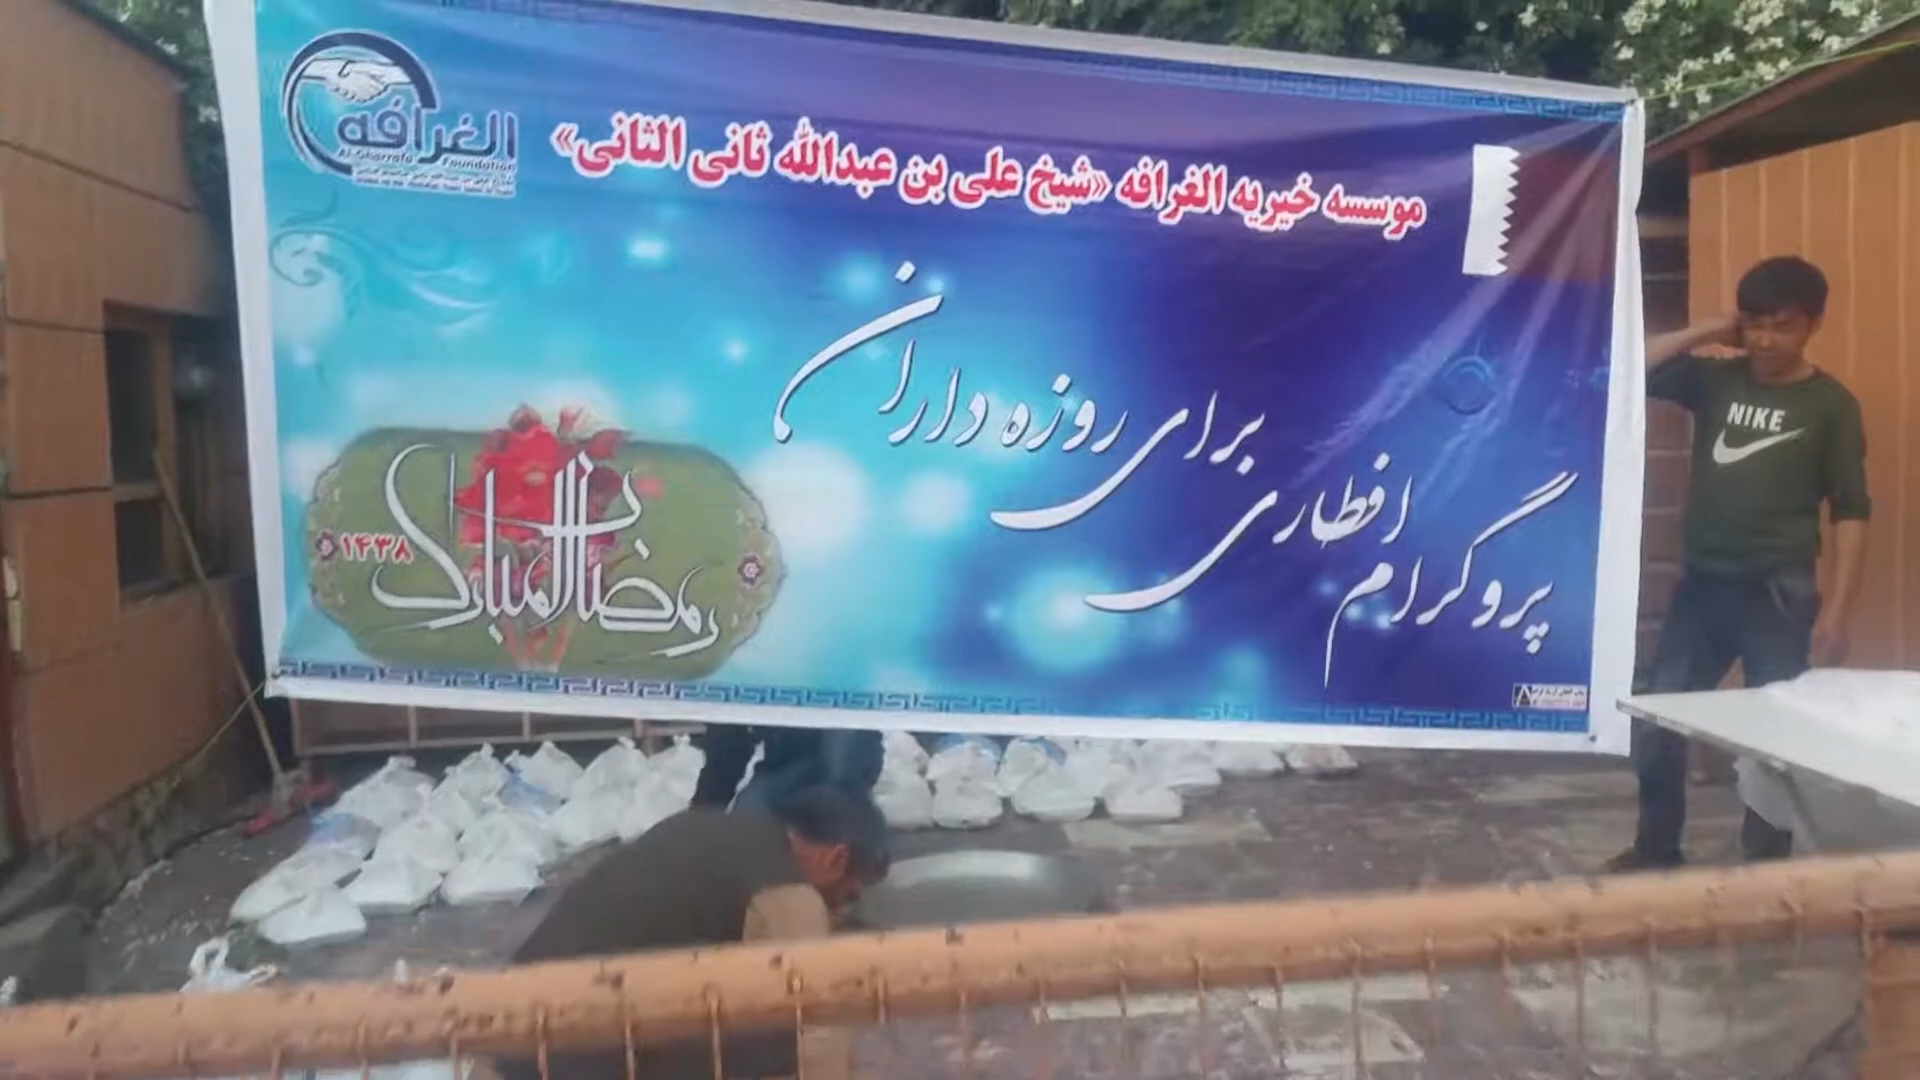 موسسه خیریه الغرافه «شیخ علی بن عبدالله ثانی الثانی»
الغرافه
Al-Gharrafa Foundation
پروگرام افطاری برای روزه داران
رمضان المبارک
۱۴۳۸
NIKE